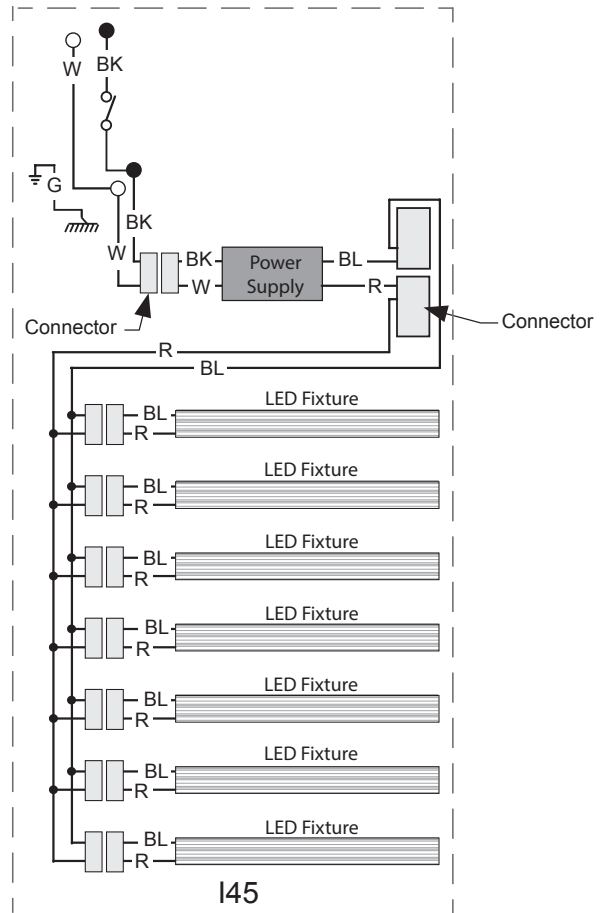 W BK
G
BK
W
BK Power Supply BL
W R
Connector
Connector
R
BL
LED Fixture
BL
R
LED Fixture
BL
R
LED Fixture
BL
R
LED Fixture
BL
R
LED Fixture
BL
R
LED Fixture
BL
R
LED Fixture
BL
R
I45